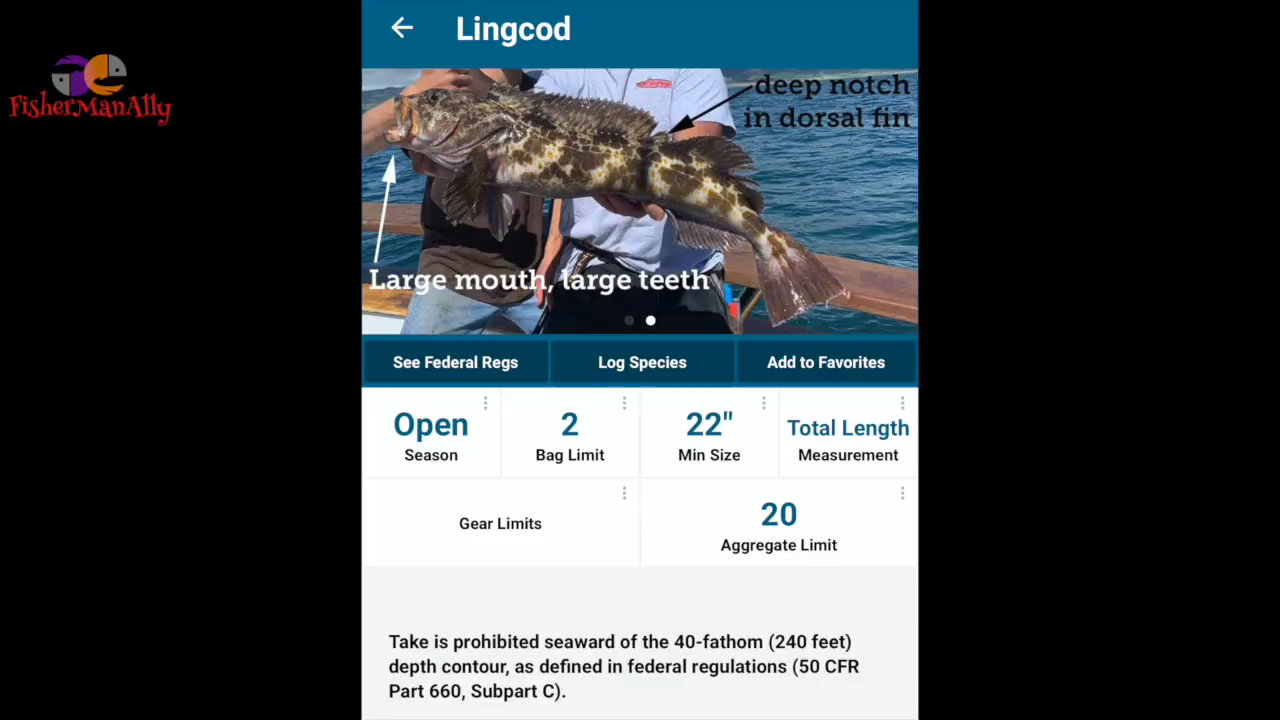 Lingcod
FisherManAlly
deep notch
in dorsal fin
Large mouth, large teeth
See Federal Regs
Log Species
Add to Favorites
Open
Season
2
Bag Limit
22"
Min Size
Total Length
Measurement
Gear Limits
20
Aggregate Limit
Take is prohibited seaward of the 40-fathom (240 feet)
depth contour, as defined in federal regulations (50 CFR
Part 660, Subpart C).